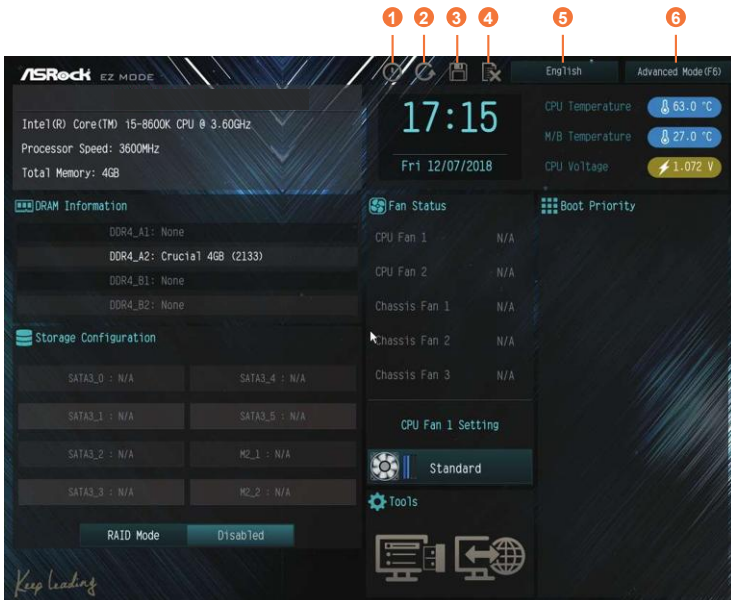 1 2 3 4 5 6
ASRock EZ MODE
English
Advanced Mode(F6)
Intel(R) Core(TM) i5-8600K CPU @ 3.60GHz
Processor Speed: 3600MHz
Total Memory: 4GB
17:15
Fri 12/07/2018
CPU Temperature 63.0 °C
M/B Temperature 27.0 °C
CPU Voltage 1.072 V
DRAM Information
DDR4_A1: None
DDR4_A2: Crucial 4GB (2133)
DDR4_B1: None
DDR4_B2: None
Storage Configuration
SATA3_0 : N/A SATA3_4 : N/A
SATA3_1 : N/A SATA3_5 : N/A
SATA3_2 : N/A M2_1 : N/A
SATA3_3 : N/A M2_2 : N/A
RAID Mode Disabled
Keep Leading
Fan Status
CPU Fan 1 N/A
CPU Fan 2 N/A
Chassis Fan 1 N/A
Chassis Fan 2 N/A
Chassis Fan 3 N/A
CPU Fan 1 Setting
Standard
Tools
Boot Priority